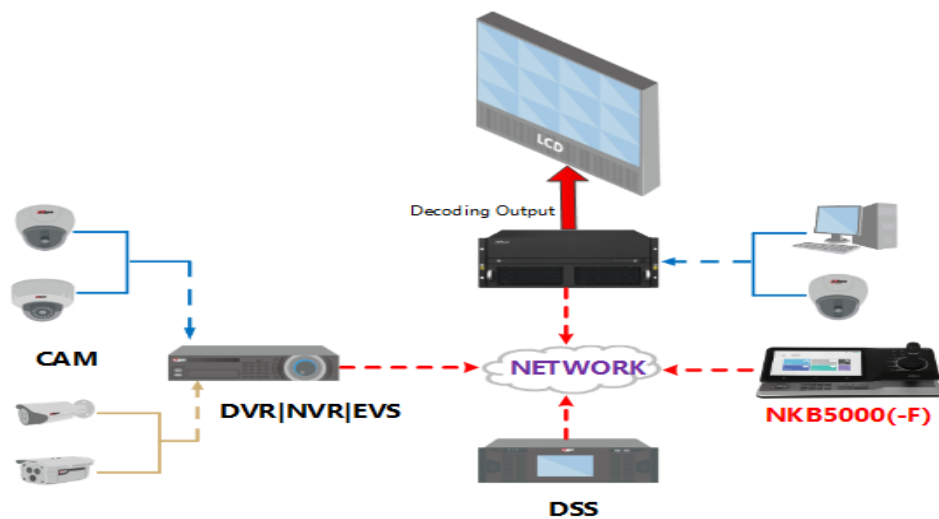 LCD
Decoding Output
CAM
NETWORK
DVR|NVR|EVS
NKB5000(-F)
DSS